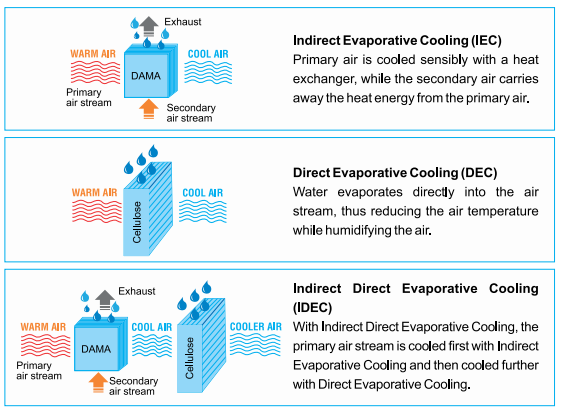 Exhaust
WARM AIR
COOL AIR
DAMA
Primary
air stream
Secondary
air stream
Indirect Evaporative Cooling (IEC)
Primary air is cooled sensibly with a heat
exchanger, while the secondary air carries
away the heat energy from the primary air.
WARM AIR
COOL AIR
Cellulose
Direct Evaporative Cooling (DEC)
Water evaporates directly into the air
stream, thus reducing the air temperature
while humidifying the air.
Exhaust
WARM AIR
COOL AIR
COOLER AIR
DAMA
Cellulose
Primary
air stream
Secondary
air stream
Indirect Direct Evaporative Cooling
(IDEC)
With Indirect Direct Evaporative Cooling, the
primary air stream is cooled first with Indirect
Evaporative Cooling and then cooled further
with Direct Evaporative Cooling.